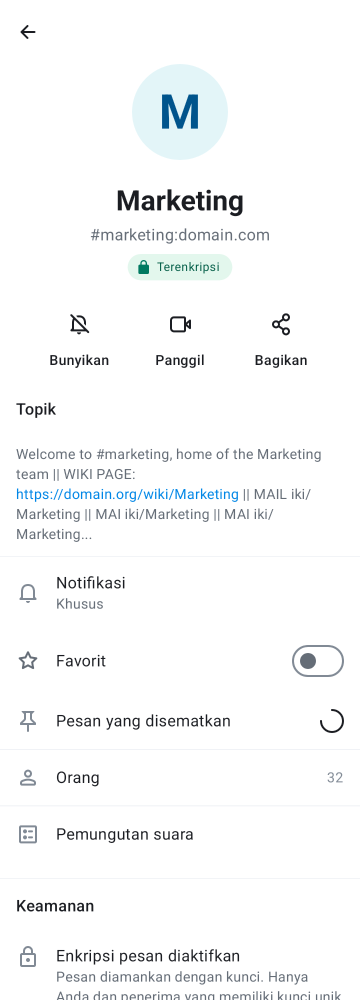 M
Marketing
#marketing:domain.com
Terenkripsi
Bunyikan
Panggil
Bagikan
Topik
Welcome to #marketing, home of the Marketing
team || WIKI PAGE:
https://domain.org/wiki/Marketing || MAIL iki/
Marketing || MAI iki/Marketing || MAI iki/
Marketing...
Notifikasi
Khusus
Favorit
Pesan yang disematkan
Orang
32
Pemungutan suara
Keamanan
Enkripsi pesan diaktifkan
Pesan diamankan dengan kunci. Hanya
Anda dan penerima yang memiliki kunci unik